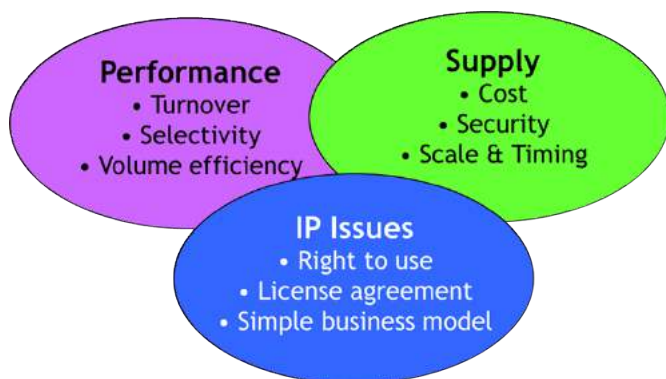 Performance
• Turnover
• Selectivity
• Volume efficiency
Supply
• Cost
• Security
• Scale & Timing
IP Issues
• Right to use
• License agreement
• Simple business model